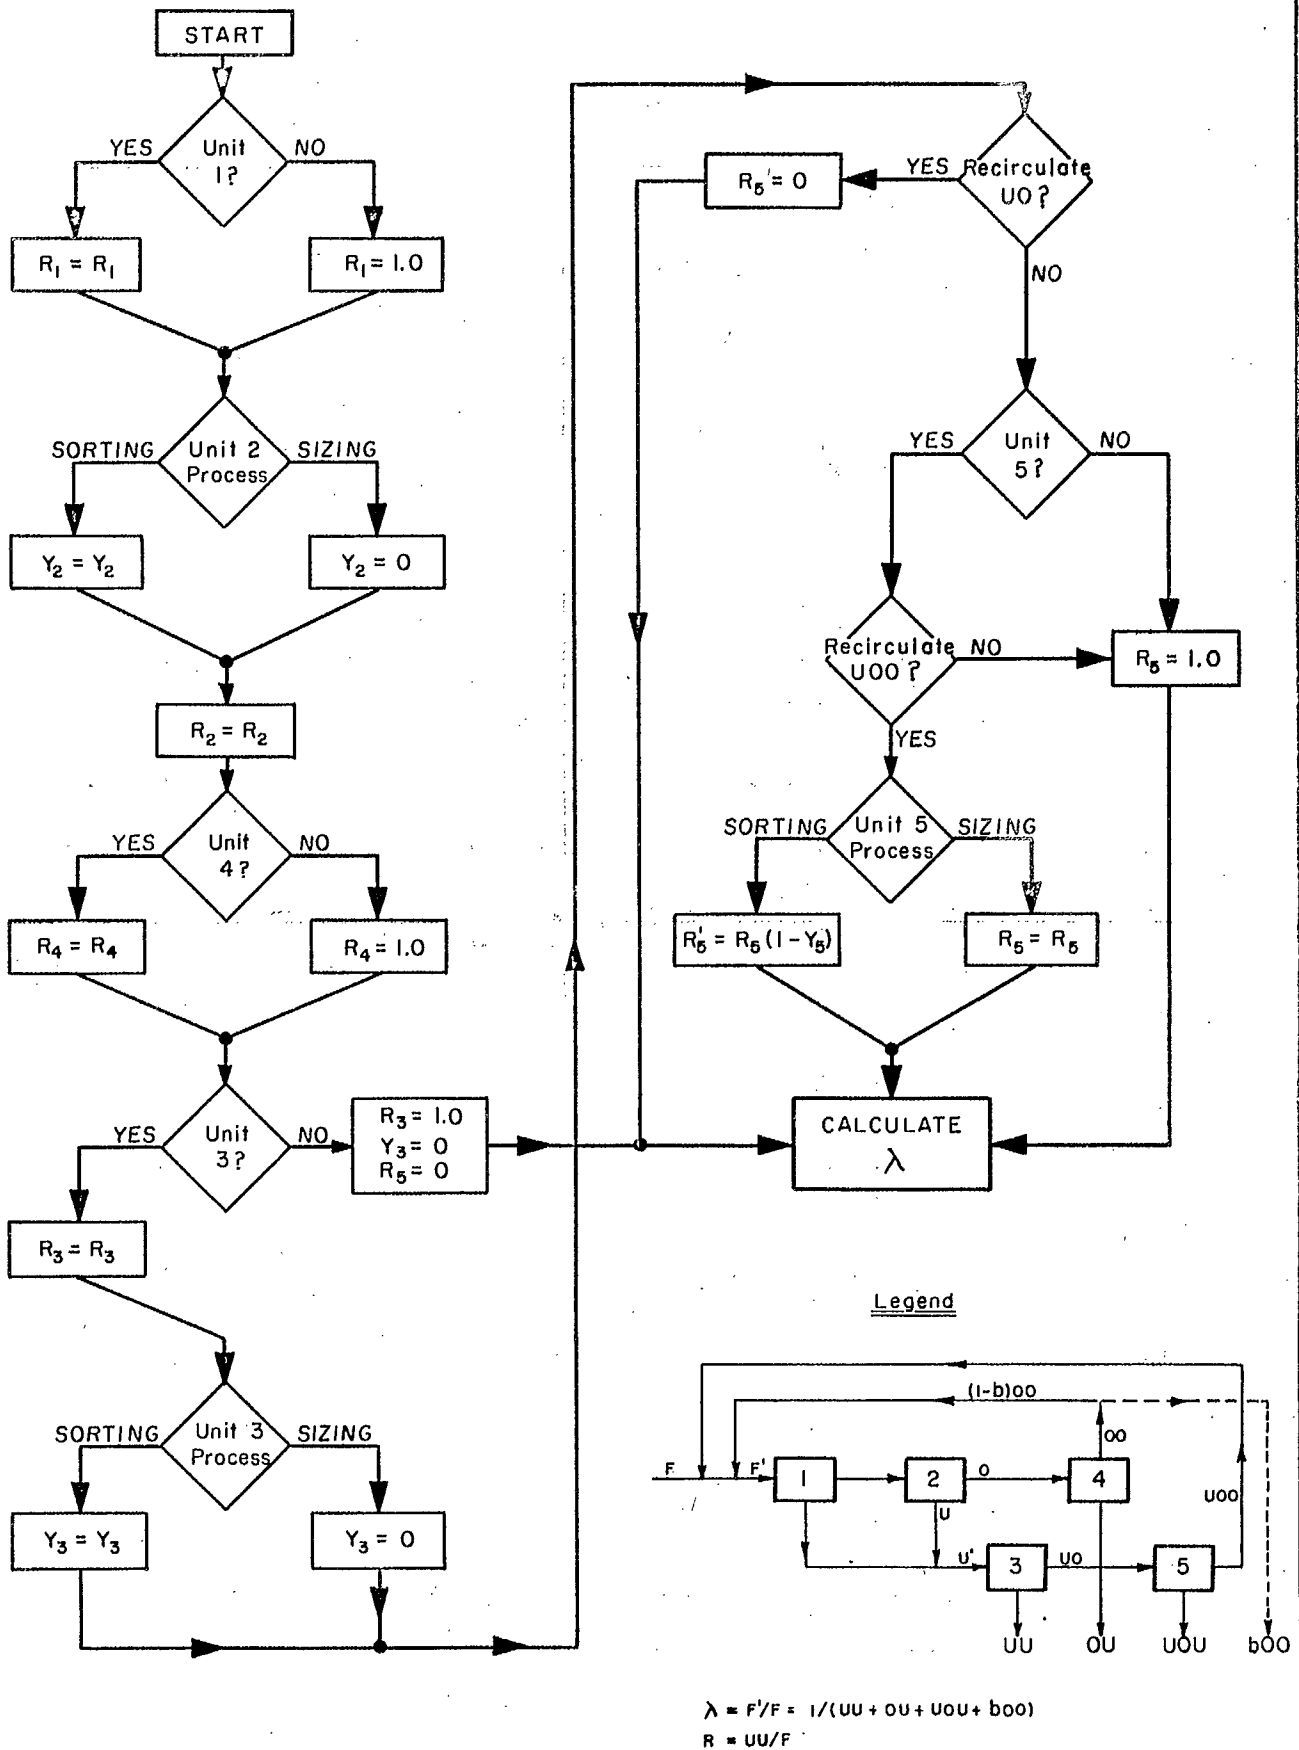 START
Unit
1?
YES
NO
R₁ = R₁
R₁ = 1.0
Unit 2
Process
SORTING
SIZING
Y₂ = Y₂
Y₂ = 0
R₂ = R₂
Unit
4?
YES
NO
R₄ = R₄
R₄ = 1.0
Unit
3?
YES
NO
R₃ = 1.0
Y₃ = 0
R₅ = 0
R₃ = R₃
Unit 3
Process
SORTING
SIZING
Y₃ = Y₃
Y₃ = 0
Recirculate
UO?
YES
NO
R₅' = 0
Unit
5?
YES
NO
Recirculate
UOO?
NO
YES
R₅ = 1.0
Unit 5
Process
SORTING
SIZING
R₅' = R₅(1-Y₅)
R₅ = R₅
CALCULATE
λ
Legend
(1-b)OO
OO
F
F'
1
2
O
4
UOO
U
U'
3
UO
5
UU
OU
UOU
bOO
λ = F'/F = 1/(UU + OU + UOU + bOO)
R = UU/F